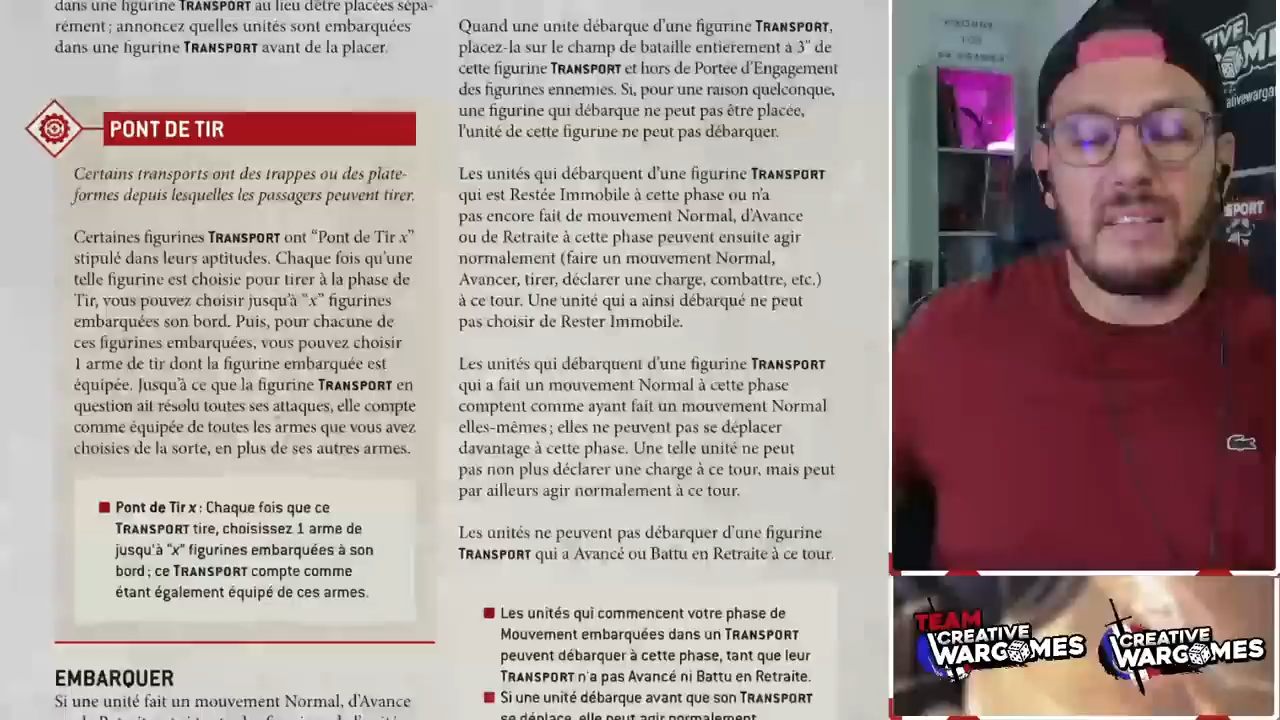 dans une figurine TRANSPORT au lieu d'être placées sépa-
rément ; annoncez quelles unités sont embarquées
dans une figurine TRANSPORT avant de la placer.
PONT DE TIR
Certains transports ont des trappes ou des plate-
formes depuis lesquelles les passagers peuvent tirer.
Certaines figurines TRANSPORT ont “Pont de Tir x”
stipulé dans leurs aptitudes. Chaque fois qu'une
telle figurine est choisie pour tirer à la phase de
Tir, vous pouvez choisir jusqu'à “x” figurines
embarquées son bord. Puis, pour chacune de
ces figurines embarquées, vous pouvez choisir
1 arme de tir dont la figurine embarquée est
équipée. Jusqu'à ce que la figurine TRANSPORT en
question ait résolu toutes ses attaques, elle compte
comme équipée de toutes les armes que vous avez
choisies de la sorte, en plus de ses autres armes.
Pont de Tir x : Chaque fois que ce
TRANSPORT tire, choisissez 1 arme de
jusqu'à “x” figurines embarquées à son
bord ; ce TRANSPORT compte comme
étant également équipé de ces armes.
EMBARQUER
Si une unité fait un mouvement Normal, d'Avance
Quand une unité débarque d'une figurine TRANSPORT,
placez-la sur le champ de bataille entièrement à 3" de
cette figurine TRANSPORT et hors de Portée d'Engagement
des figurines ennemies. Si, pour une raison quelconque,
une figurine qui débarque ne peut pas être placée,
l'unité de cette figurine ne peut pas débarquer.
Les unités qui débarquent d'une figurine TRANSPORT
qui est Restée Immobile à cette phase ou n'a
pas encore fait de mouvement Normal, d'Avance
ou de Retraite à cette phase peuvent ensuite agir
normalement (faire un mouvement Normal,
Avancer, tirer, déclarer une charge, combattre, etc.)
à ce tour. Une unité qui a ainsi débarqué ne peut
pas choisir de Rester Immobile.
Les unités qui débarquent d'une figurine TRANSPORT
qui a fait un mouvement Normal à cette phase
comptent comme ayant fait un mouvement Normal
elles-mêmes ; elles ne peuvent pas se déplacer
davantage à cette phase. Une telle unité ne peut
pas non plus déclarer une charge à ce tour, mais peut
par ailleurs agir normalement à ce tour.
Les unités ne peuvent pas débarquer d'une figurine
TRANSPORT qui a Avancé ou Battu en Retraite à ce tour.
Les unités qui commencent votre phase de
Mouvement embarquées dans un TRANSPORT
peuvent débarquer à cette phase, tant que leur
TRANSPORT n'a pas Avancé ni Battu en Retraite.
Si une unité débarque avant que son TRANSPORT
se déplace, elle peut agir normalement
TEAM
CREATIVE
WARGAMES
CREATIVE
WARGAMES